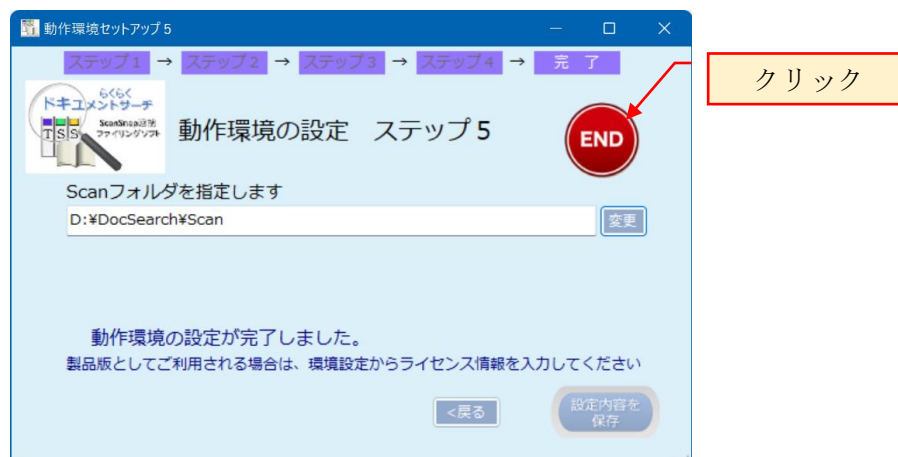 動作環境セットアップ5
ステップ1 → ステップ2 → ステップ3 → ステップ4 → 完 了
クリック
らくらく
ドキュメントサーチ
TSS
ScanSnap連携
ファイリングソフト
動作環境の設定　ステップ5
END
Scanフォルダを指定します
D:¥DocSearch¥Scan
変更
動作環境の設定が完了しました。
製品版としてご利用される場合は、環境設定からライセンス情報を入力してください
<戻る
設定内容を
保存